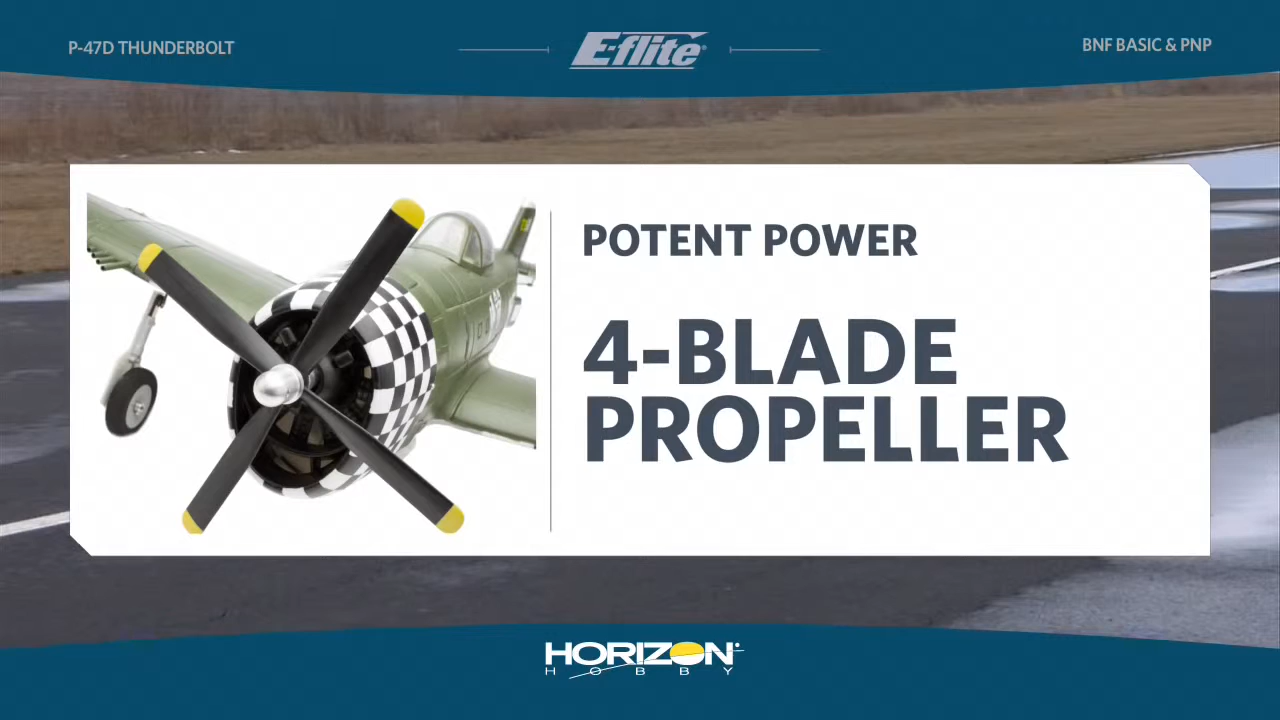 P-47D THUNDERBOLT
E-flite®
BNF BASIC & PNP
POTENT POWER
4-BLADE
PROPELLER
HORIZON
HOBBY